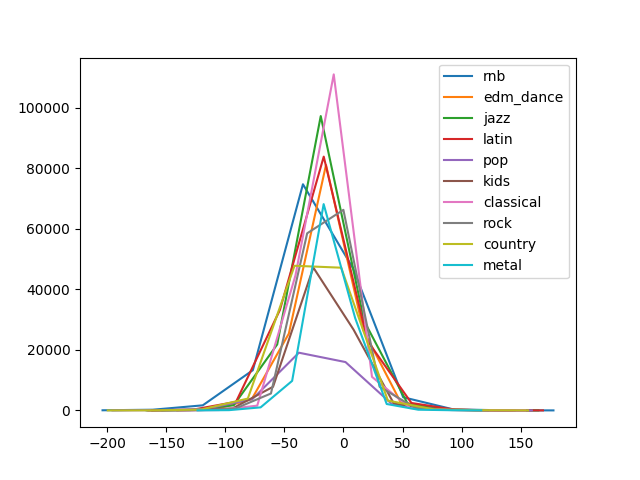 100000
80000
60000
40000
20000
0
−200 −150 −100 −50 0 50 100 150
rnb
edm_dance
jazz
latin
pop
kids
classical
rock
country
metal